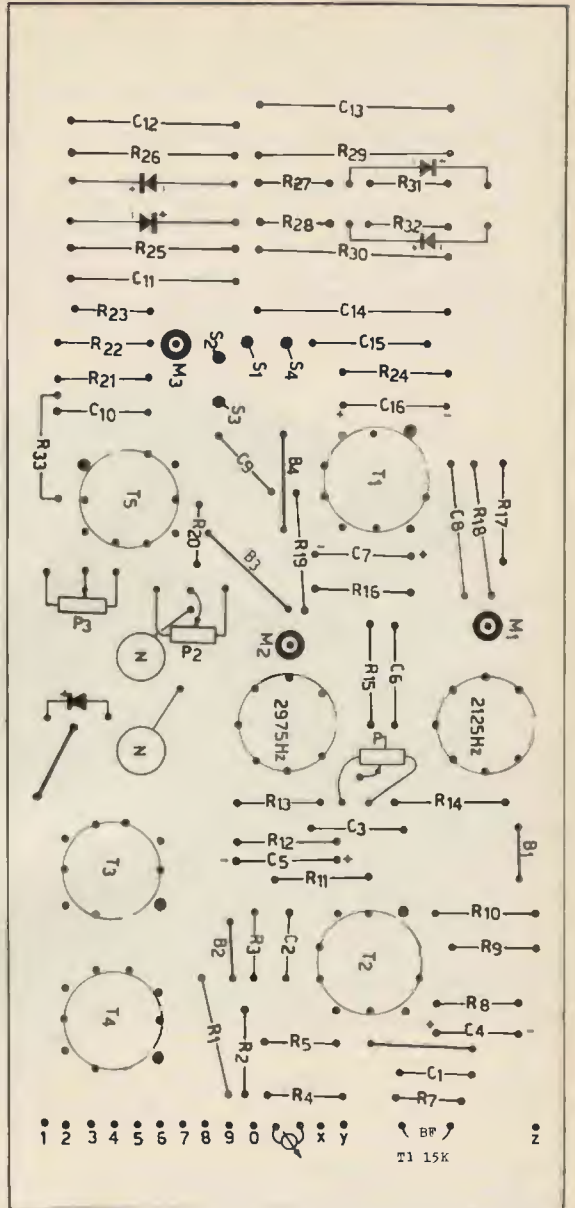 C13
C12
R26 R29
R27 R31
R28 R32
R25 R30
C11
R23 C14
R22 M3 S2 S1 S4 C15
R21 R24
S3
C10 C16
+ -
R33 T5 C9 B4 T1 C8 R18 R17
R20 B3 R19 - C7 +
R16
P3 P2 M2 M1
N R15 C6
2975Hz 2125Hz
N P1
R13 R14
C3
R12 B1
- C5 +
R11
T3
R10
B2 R3 C2 T2 R9
T4 R8
+ C4 -
R1 R2 R5
C1
R4 R7
1 2 3 4 5 6 7 8 9 0 x y BF z
T1 15K